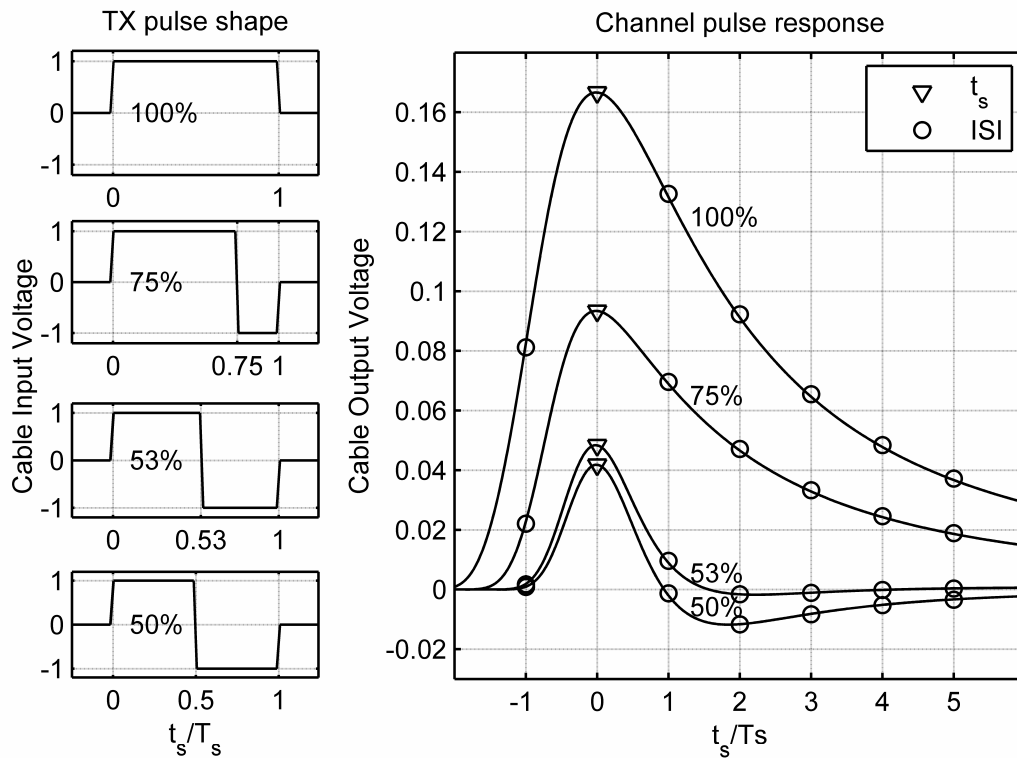 TX pulse shape
Cable Input Voltage
1
0
-1
100%
0 1
1
0
-1
75%
0 0.75 1
1
0
-1
53%
0 0.53 1
1
0
-1
50%
0 0.5 1
ts/Ts
Channel pulse response
Cable Output Voltage
0.16
0.14
0.12
0.1
0.08
0.06
0.04
0.02
0
-0.02
ts
ISI
100%
75%
53%
50%
-1 0 1 2 3 4 5
ts/Ts